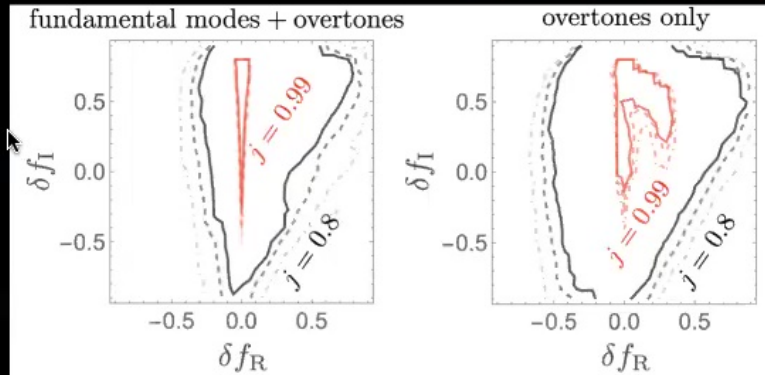 fundamental modes + overtones
overtones only
δf_I
0.5
0.0
−0.5
−0.5
0.0
0.5
δf_R
j = 0.99
j = 0.8
δf_I
0.5
0.0
−0.5
−0.5
0.0
0.5
δf_R
j = 0.99
j = 0.8